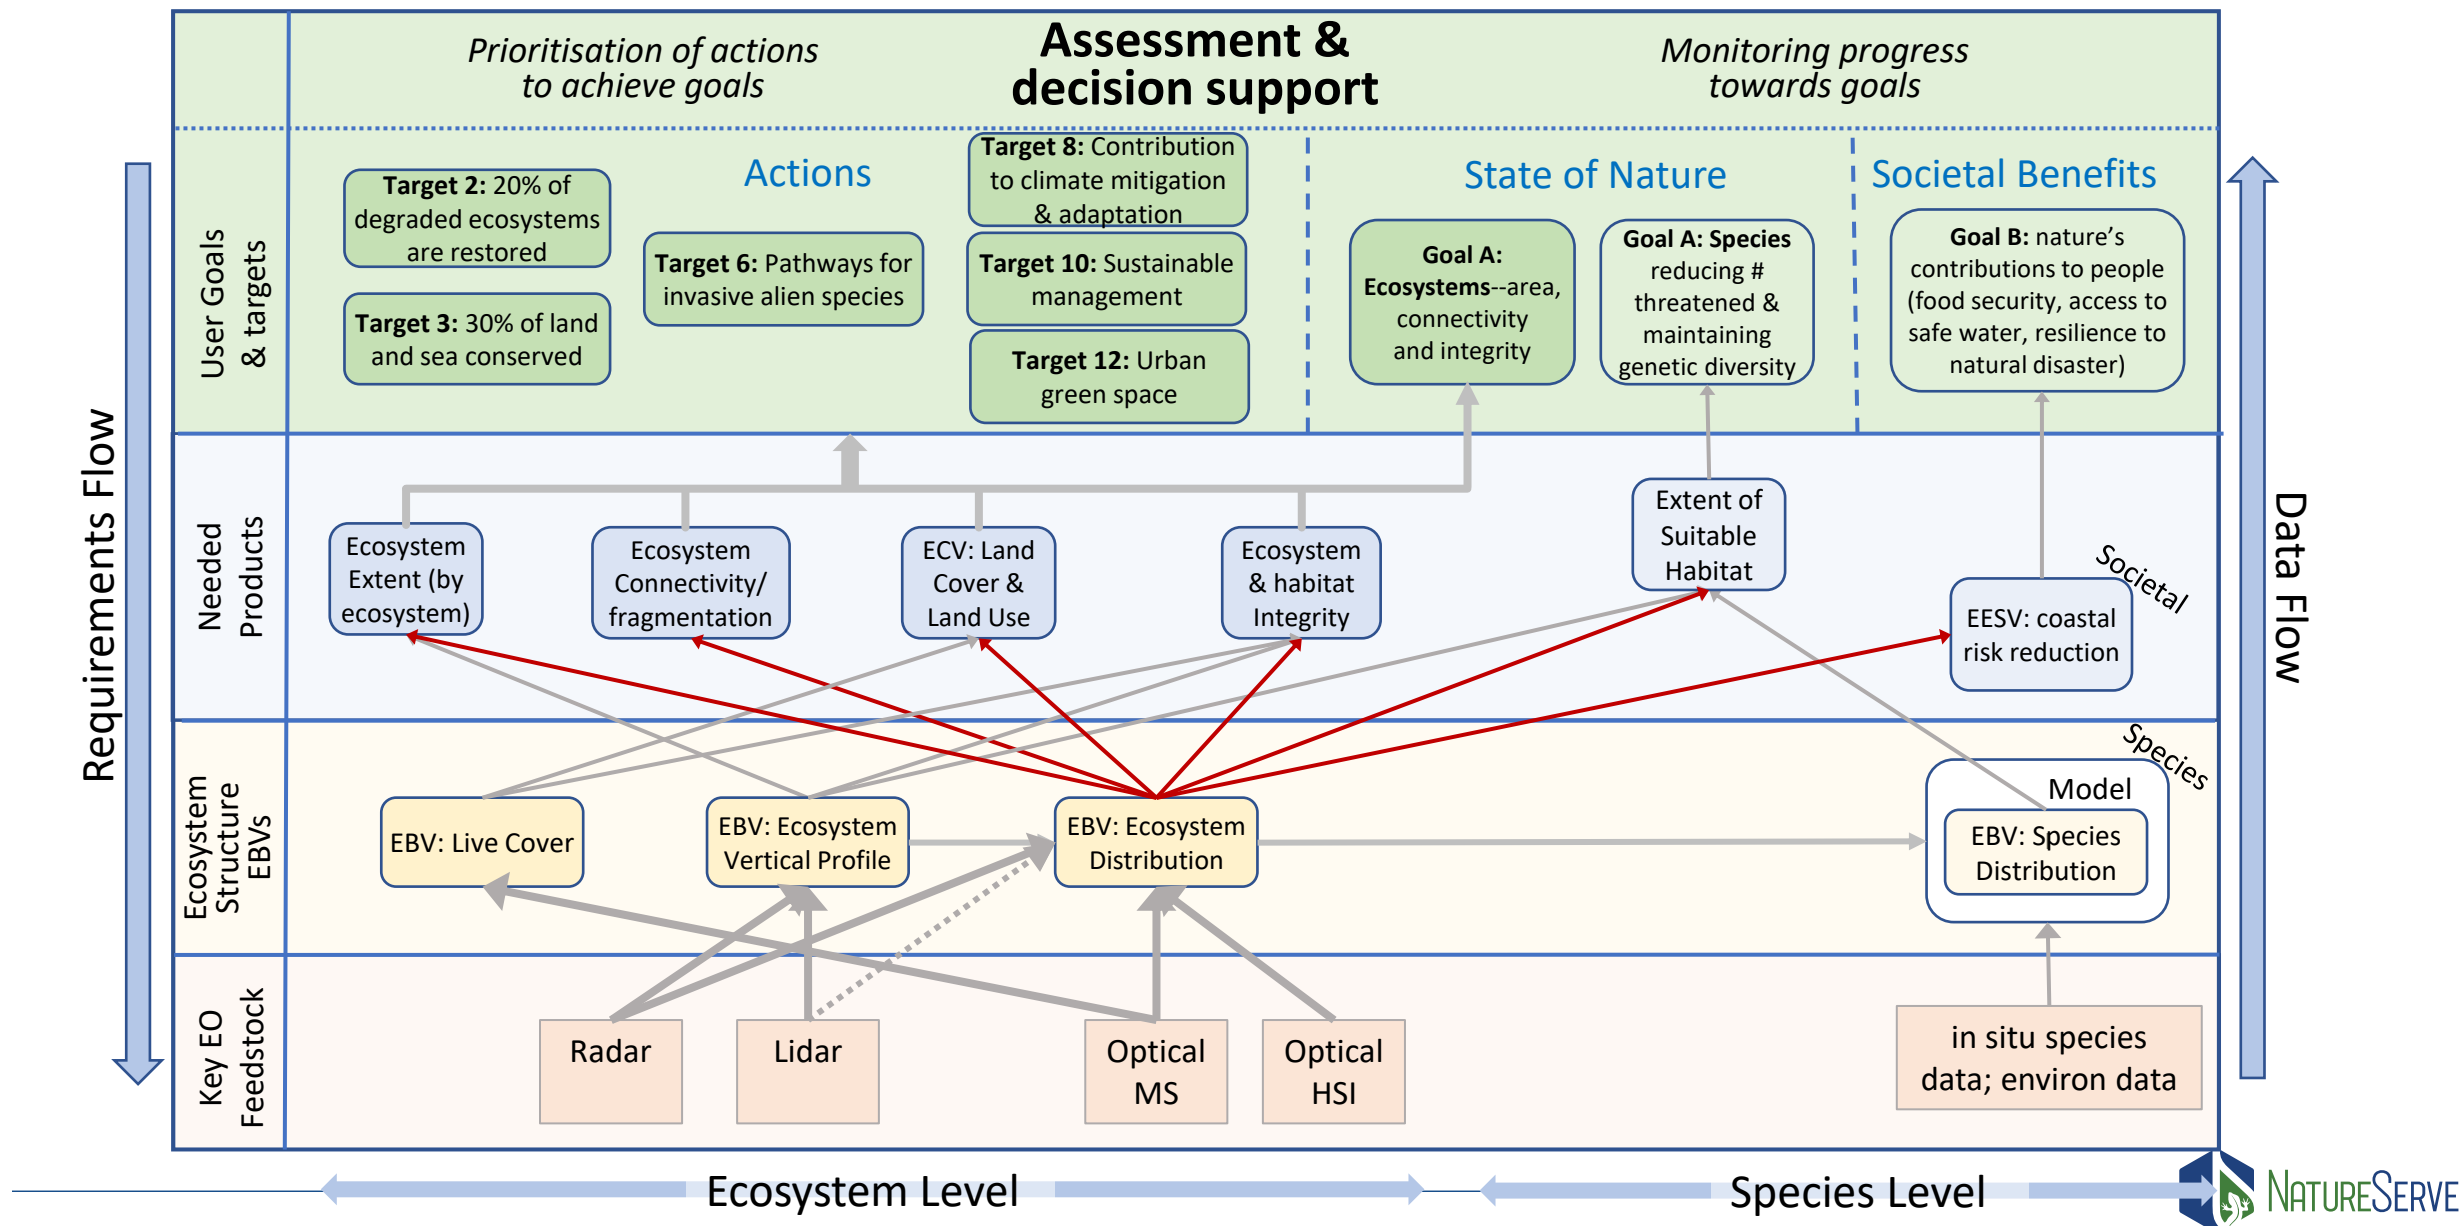 Prioritisation of actions
to achieve goals
Assessment &
decision support
Monitoring progress
towards goals
Requirements Flow
User Goals
& targets
Actions
Target 2: 20% of
degraded ecosystems
are restored
Target 3: 30% of land
and sea conserved
Target 6: Pathways for
invasive alien species
Target 8: Contribution
to climate mitigation
& adaptation
Target 10: Sustainable
management
Target 12: Urban
green space
State of Nature
Goal A:
Ecosystems--area,
connectivity
and integrity
Goal A: Species
reducing #
threatened &
maintaining
genetic diversity
Societal Benefits
Goal B: nature's
contributions to people
(food security, access to
safe water, resilience to
natural disaster)
Data Flow
Needed
Products
Ecosystem
Extent (by
ecosystem)
Ecosystem
Connectivity/
fragmentation
ECV: Land
Cover &
Land Use
Ecosystem
& habitat
Integrity
Extent of
Suitable
Habitat
Societal
EESV: coastal
risk reduction
Ecosystem
Structure
EBVs
EBV: Live Cover
EBV: Ecosystem
Vertical Profile
EBV: Ecosystem
Distribution
Species
Model
EBV: Species
Distribution
Key EO
Feedstock
Radar
Lidar
Optical
MS
Optical
HSI
in situ species
data; environ data
Ecosystem Level
Species Level
NATURESERVE